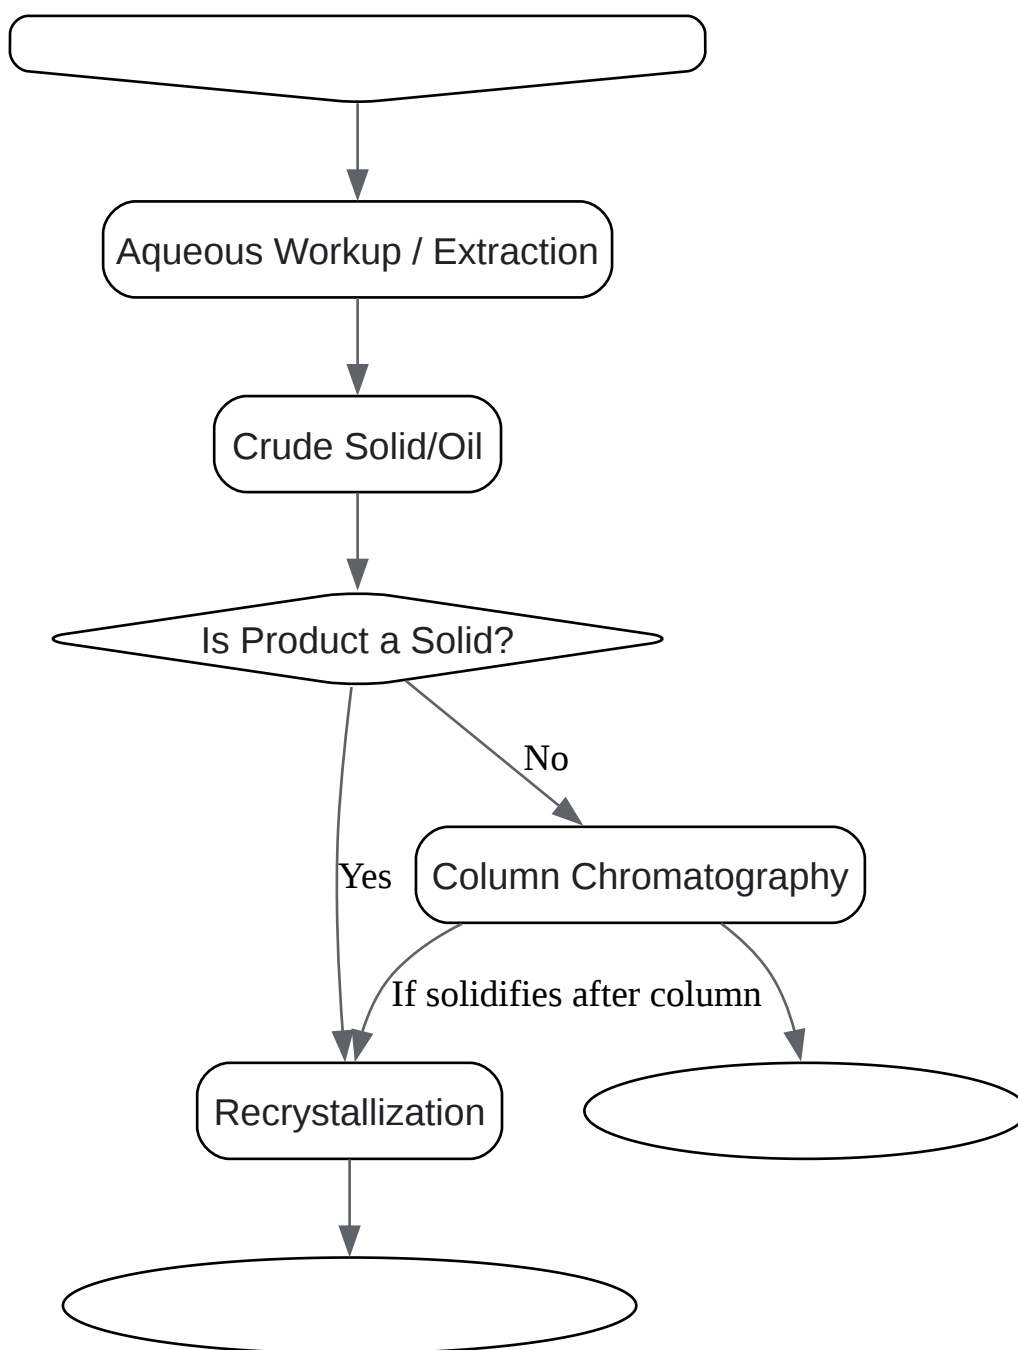 Aqueous Workup / Extraction
Crude Solid/Oil
Is Product a Solid?
No
Yes
Column Chromatography
If solidifies after column
Recrystallization